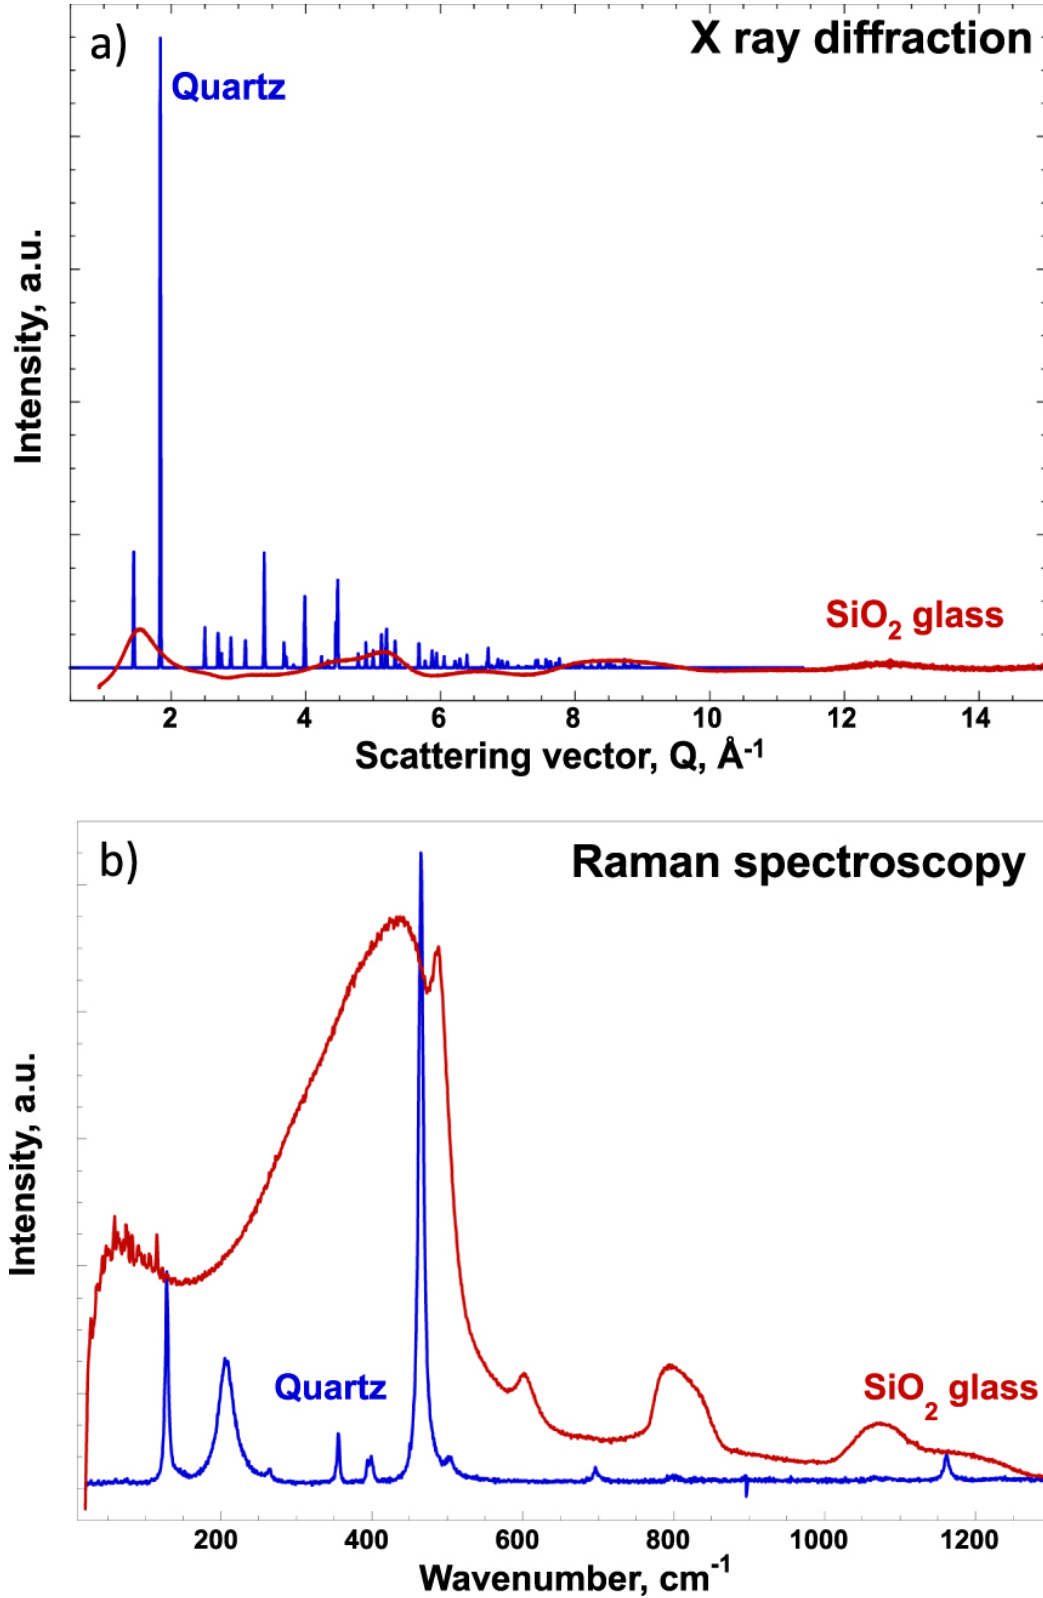 a)
X ray diffraction
Quartz
SiO2 glass
Intensity, a.u.
2 4 6 8 10 12 14
Scattering vector, Q, Å-1
b)
Raman spectroscopy
Intensity, a.u.
Quartz
SiO2 glass
200 400 600 800 1000 1200
Wavenumber, cm-1